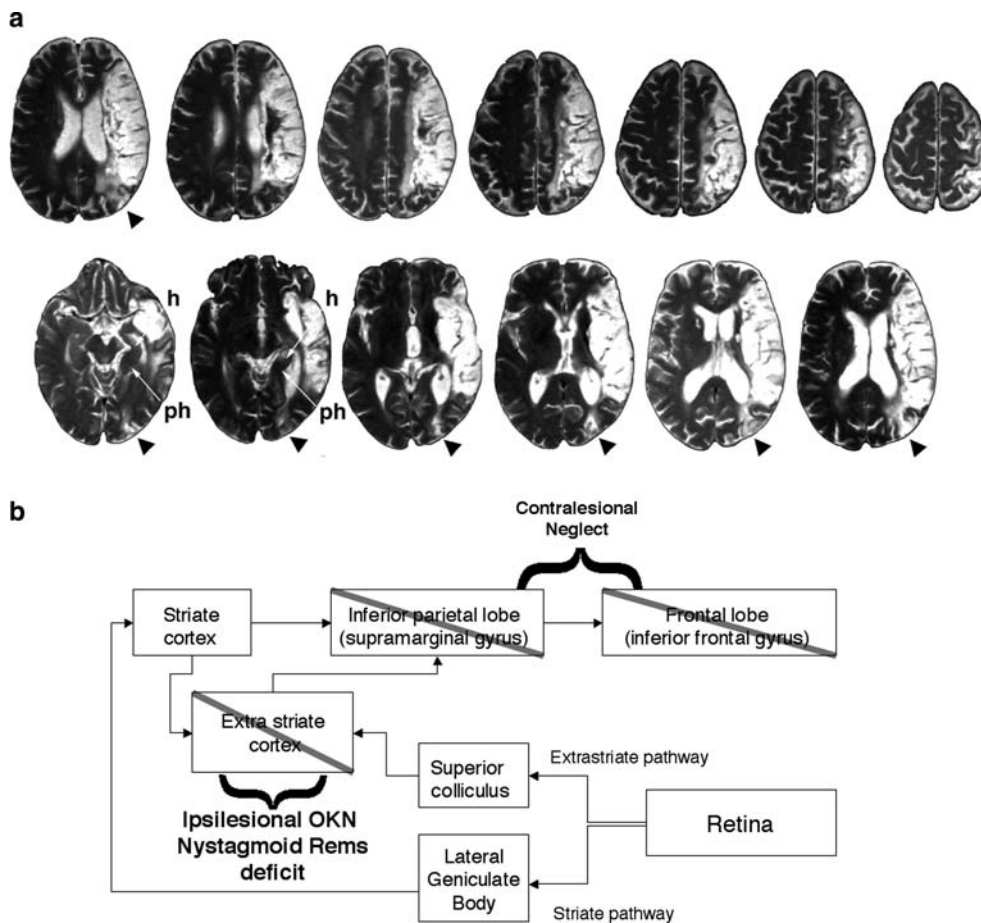 a
h
h
ph
ph
b
Contralesional
Neglect
Striate
cortex
Inferior parietal lobe
(supramarginal gyrus)
Frontal lobe
(inferior frontal gyrus)
Extra striate
cortex
Superior
colliculus
Extrastriate pathway
Ipsilesional OKN
Nystagmoid Rems
deficit
Retina
Lateral
Geniculate
Body
Striate pathway